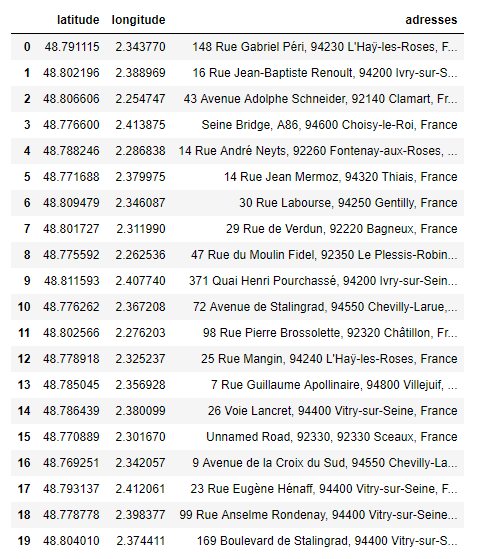 latitude longitude adresses
0 48.791115 2.343770 148 Rue Gabriel Péri, 94230 L'Haÿ-les-Roses, F...
1 48.802196 2.388969 16 Rue Jean-Baptiste Renoult, 94200 Ivry-sur-S...
2 48.806606 2.254747 43 Avenue Adolphe Schneider, 92140 Clamart, Fr...
3 48.776600 2.413875 Seine Bridge, A86, 94600 Choisy-le-Roi, France
4 48.788246 2.286838 14 Rue André Neyts, 92260 Fontenay-aux-Roses, ...
5 48.771688 2.379975 14 Rue Jean Mermoz, 94320 Thiais, France
6 48.809479 2.346087 30 Rue Labourse, 94250 Gentilly, France
7 48.801727 2.311990 29 Rue de Verdun, 92220 Bagneux, France
8 48.775592 2.262536 47 Rue du Moulin Fidel, 92350 Le Plessis-Robin...
9 48.811593 2.407740 371 Quai Henri Pourchassé, 94200 Ivry-sur-Sein...
10 48.776262 2.367208 72 Avenue de Stalingrad, 94550 Chevilly-Larue,...
11 48.802566 2.276203 98 Rue Pierre Brossolette, 92320 Châtillon, Fr...
12 48.778918 2.325237 25 Rue Mangin, 94240 L'Haÿ-les-Roses, France
13 48.785045 2.356928 7 Rue Guillaume Apollinaire, 94800 Villejuif, ...
14 48.786439 2.380099 26 Voie Lancret, 94400 Vitry-sur-Seine, France
15 48.770889 2.301670 Unnamed Road, 92330, 92330 Sceaux, France
16 48.769251 2.342057 9 Avenue de la Croix du Sud, 94550 Chevilly-La...
17 48.793137 2.412061 23 Rue Eugène Hénaff, 94400 Vitry-sur-Seine, F...
18 48.778778 2.398377 99 Rue Anselme Rondenay, 94400 Vitry-sur-Seine...
19 48.804010 2.374411 169 Boulevard de Stalingrad, 94400 Vitry-sur-S...